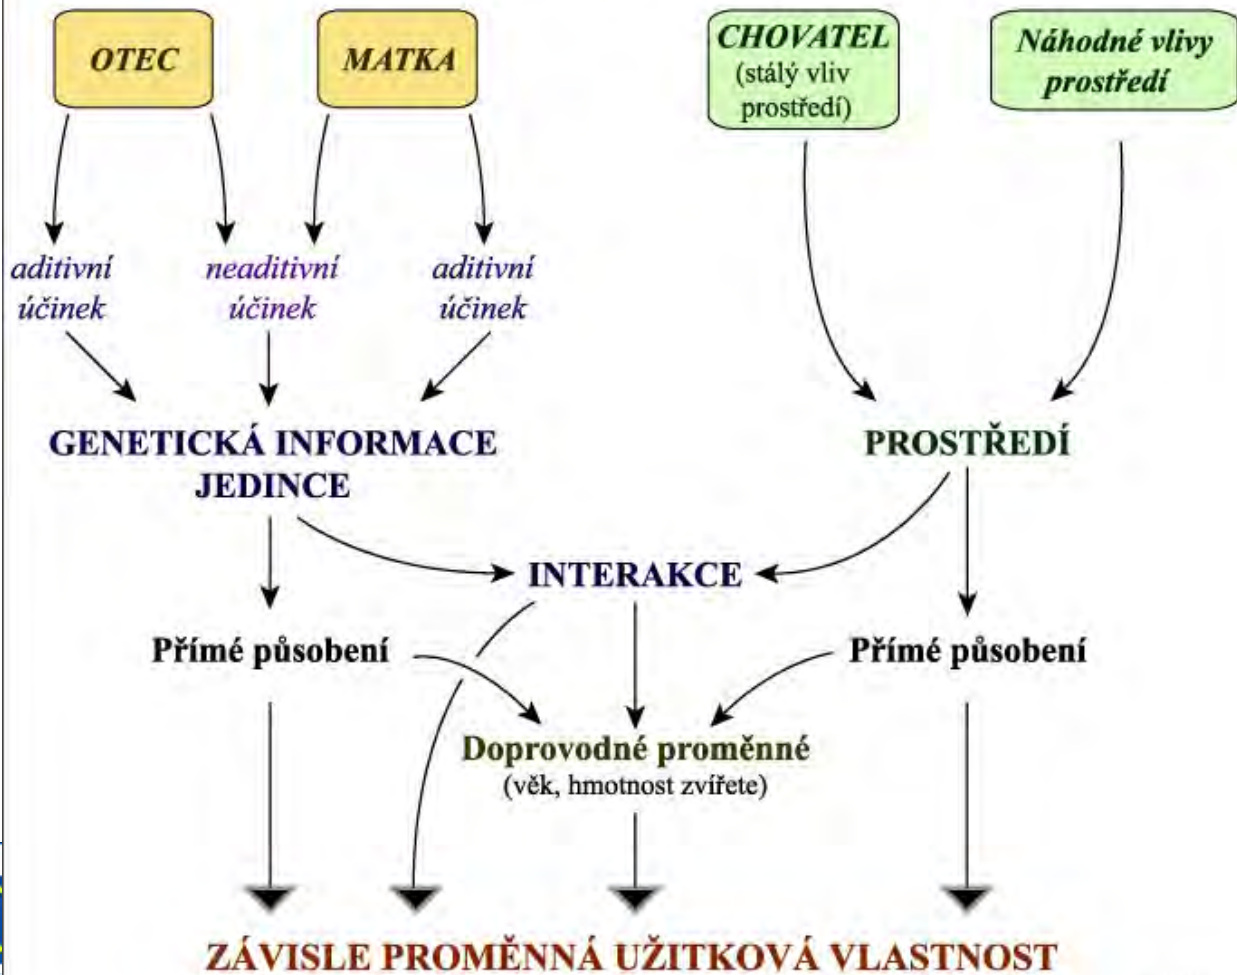 OTEC
MATKA
CHOVATEL
(stálý vliv
prostředí)
Náhodné vlivy
prostředí
aditivní
účinek
neaditivní
účinek
aditivní
účinek
GENETICKÁ INFORMACE
JEDINCE
PROSTŘEDÍ
INTERAKCE
Přímé působení
Přímé působení
Doprovodné proměnné
(věk, hmotnost zvířete)
ZÁVISLE PROMĚNNÁ UŽITKOVÁ VLASTNOST